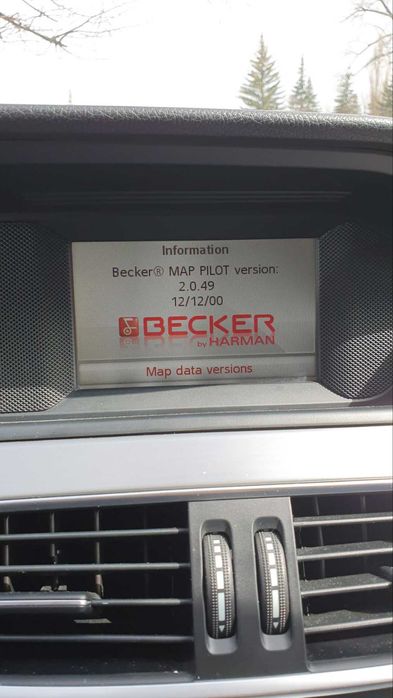 Information
Becker® MAP PILOT version:
2.0.49
12/12/00
BECKER
by HARMAN
Map data versions